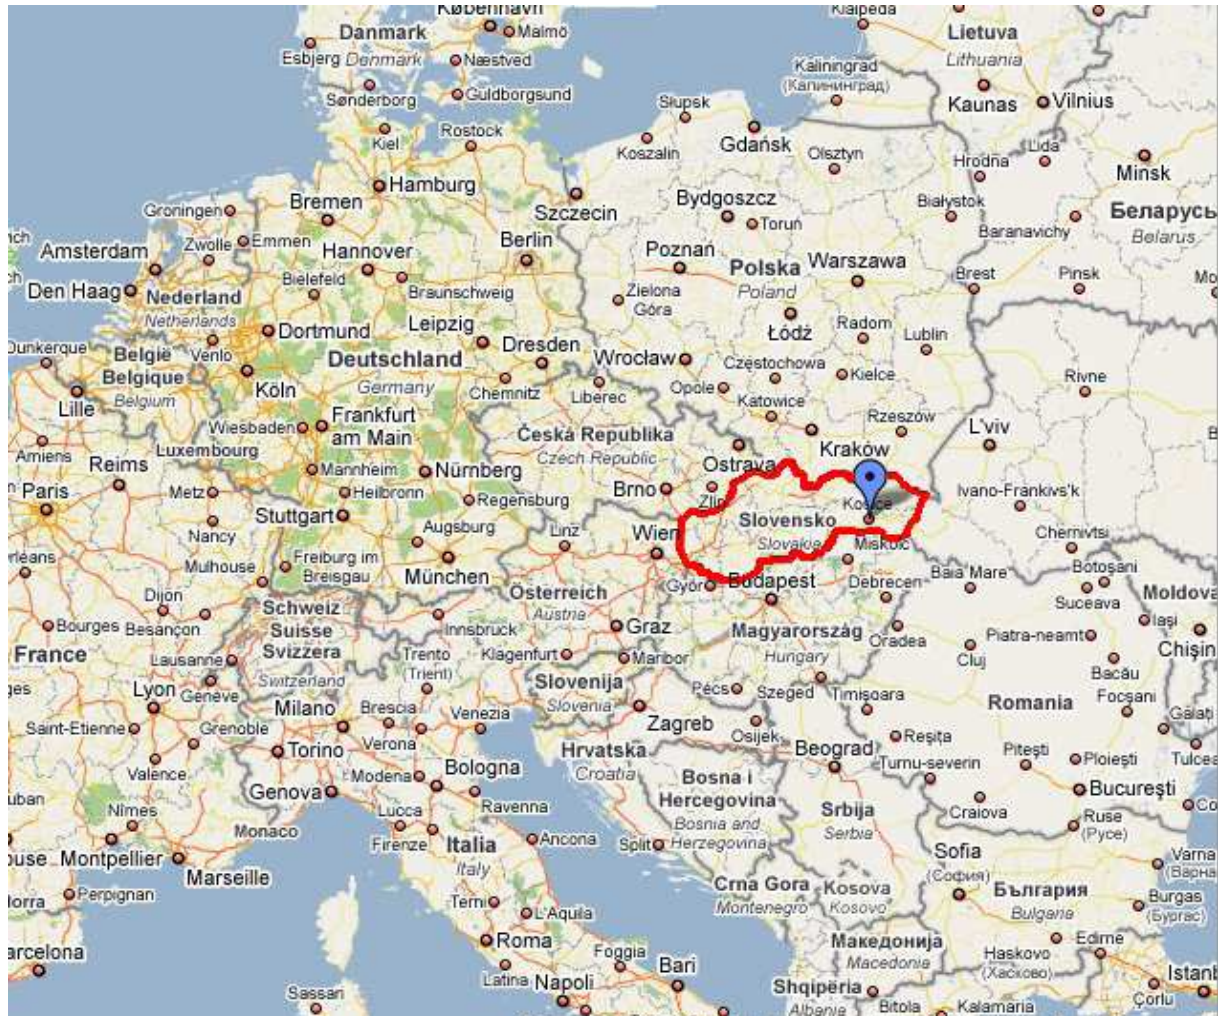 København
Malmö
Danmark
Denmark
Esbjerg
Næstved
Sønderborg
Guldborgsund
Klaipeda
Lietuva
Lithuania
Kaliningrad
(Калининград)
Kaunas
Vilnius
Kiel
Rostock
Słupsk
Koszalin
Gdańsk
Olsztyn
Hrodna
Lida
Minsk
Hamburg
Bremen
Szczecin
Bydgoszcz
Toruń
Białystok
Baranavichy
Беларусь
Belarus
Groningen
Zwolle
Emmen
Amsterdam
Hannover
Berlin
Poznań
Polska
Poland
Warszawa
Brest
Pinsk
Den Haag
Nederland
Netherlands
Bielefeld
Braunschweig
Zielona
Góra
Łódź
Radom
Lublin
Dunkerque
België
Belgique
Belgium
Venlo
Dortmund
Leipzig
Dresden
Wrocław
Częstochowa
Kielce
Rivne
Lille
Köln
Deutschland
Germany
Chemnitz
Liberec
Opole
Katowice
Rzeszów
L'viv
Amiens
Reims
Luxembourg
Wiesbaden
Frankfurt
am Main
Česká Republika
Czech Republic
Ostrava
Kraków
Paris
Metz
Mannheim
Heilbronn
Nürnberg
Regensburg
Brno
Zlín
Košice
Ivano-Frankivs'k
Nancy
Stuttgart
Augsburg
Linz
Wien
Slovensko
Slovakia
Miskolc
Chernivtsi
Mulhouse
Freiburg im
Breisgau
München
Österreich
Austria
Győr
Budapest
Debrecen
Baia Mare
Botoşani
Suceava
Moldova
Dijon
Bourges
Besançon
Schweiz
Suisse
Svizzera
Switzerland
Innsbruck
Graz
Magyarország
Hungary
Oradea
Cluj
Piatra-neamt
Iaşi
Chişin
France
Lausanne
Genève
Trento
(Trient)
Klagenfurt
Maribor
Slovenija
Slovenia
Pécs
Szeged
Timişoara
Bacău
Focşani
Lyon
Milano
Brescia
Venezia
Zagreb
Osijek
Romania
Galati
Saint-Etienne
Grenoble
Torino
Verona
Hrvatska
Croatia
Beograd
Reşiţa
Piteşti
Ploieşti
Tulcea
Valence
Genova
Modena
Bologna
Ravenna
Bosna i
Hercegovina
Bosnia and
Herzegovina
Turnu-severin
Bucureşti
Nîmes
Monaco
Lucca
Firenze
Ancona
Split
Srbija
Serbia
Craiova
Ruse
(Русе)
Montpellier
Marseille
Italia
Italy
Sofia
(София)
Varna
Perpignan
Terni
L'Aquila
Crna Gora
Montenegro
Kosova
Kosovo
България
Bulgaria
Burgas
(Бургас)
Roma
Foggia
Македонија
Macedonia
Haskovo
(Хасково)
Edirne
Latina
Napoli
Bari
Shqipëria
Albania
Istanb
Sassari
Bitola
Kalamaria
Çorlu